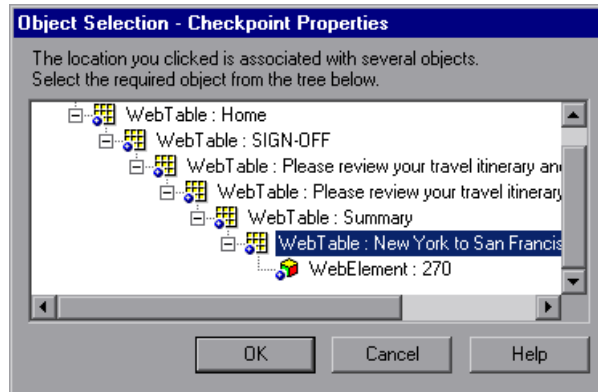 Object Selection - Checkpoint Properties
The location you clicked is associated with several objects.
Select the required object from the tree below.
WebTable : Home
WebTable : SIGN-OFF
WebTable : Please review your travel itinerary an
WebTable : Please review your travel itinerary
WebTable : Summary
WebTable : New York to San Francis
WebElement : 270
OK Cancel Help